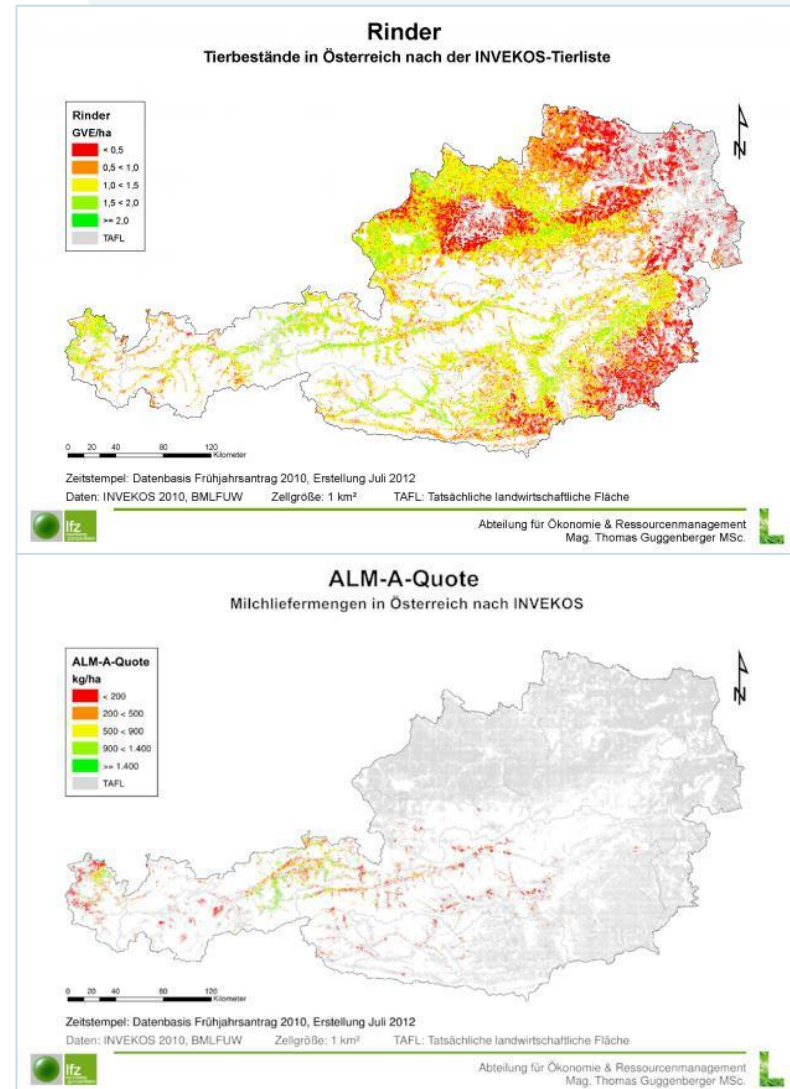 Rinder
Tierbestände in Österreich nach der INVEKOS-Tierliste
Rinder
GVE/ha
< 0,5
0,5 < 1,0
1,0 < 1,5
1,5 < 2,0
>= 2,0
TAFL
N
0 20 40 80 120
Kilometer
Zeitstempel: Datenbasis Frühjahrsantrag 2010, Erstellung Juli 2012
Daten: INVEKOS 2010, BMLFUW Zellgröße: 1 km² TAFL: Tatsächliche landwirtschaftliche Fläche
lfz
Abteilung für Ökonomie & Ressourcenmanagement
Mag. Thomas Guggenberger MSc.
ALM-A-Quote
Milchliefermengen in Österreich nach INVEKOS
ALM-A-Quote
kg/ha
< 200
200 < 500
500 < 900
900 < 1.400
>= 1.400
TAFL
N
0 20 40 80 120
Kilometer
Zeitstempel: Datenbasis Frühjahrsantrag 2010, Erstellung Juli 2012
Daten: INVEKOS 2010, BMLFUW Zellgröße: 1 km² TAFL: Tatsächliche landwirtschaftliche Fläche
lfz
Abteilung für Ökonomie & Ressourcenmanagement
Mag. Thomas Guggenberger MSc.